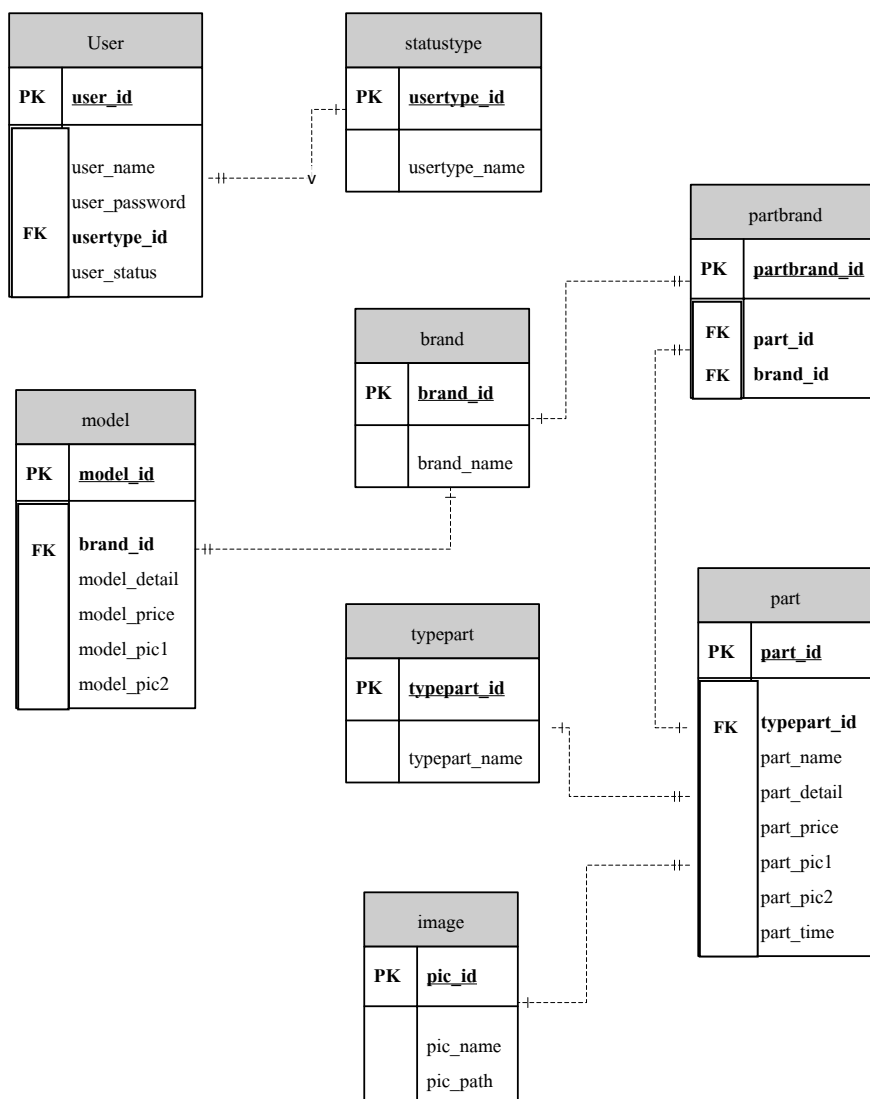 User
PK user_id
user_name
user_password
FK usertype_id
user_status
statustype
PK usertype_id
usertype_name
partbrand
PK partbrand_id
FK part_id
FK brand_id
brand
PK brand_id
brand_name
model
PK model_id
FK brand_id
model_detail
model_price
model_pic1
model_pic2
typepart
PK typepart_id
typepart_name
part
PK part_id
FK typepart_id
part_name
part_detail
part_price
part_pic1
part_pic2
part_time
image
PK pic_id
pic_name
pic_path